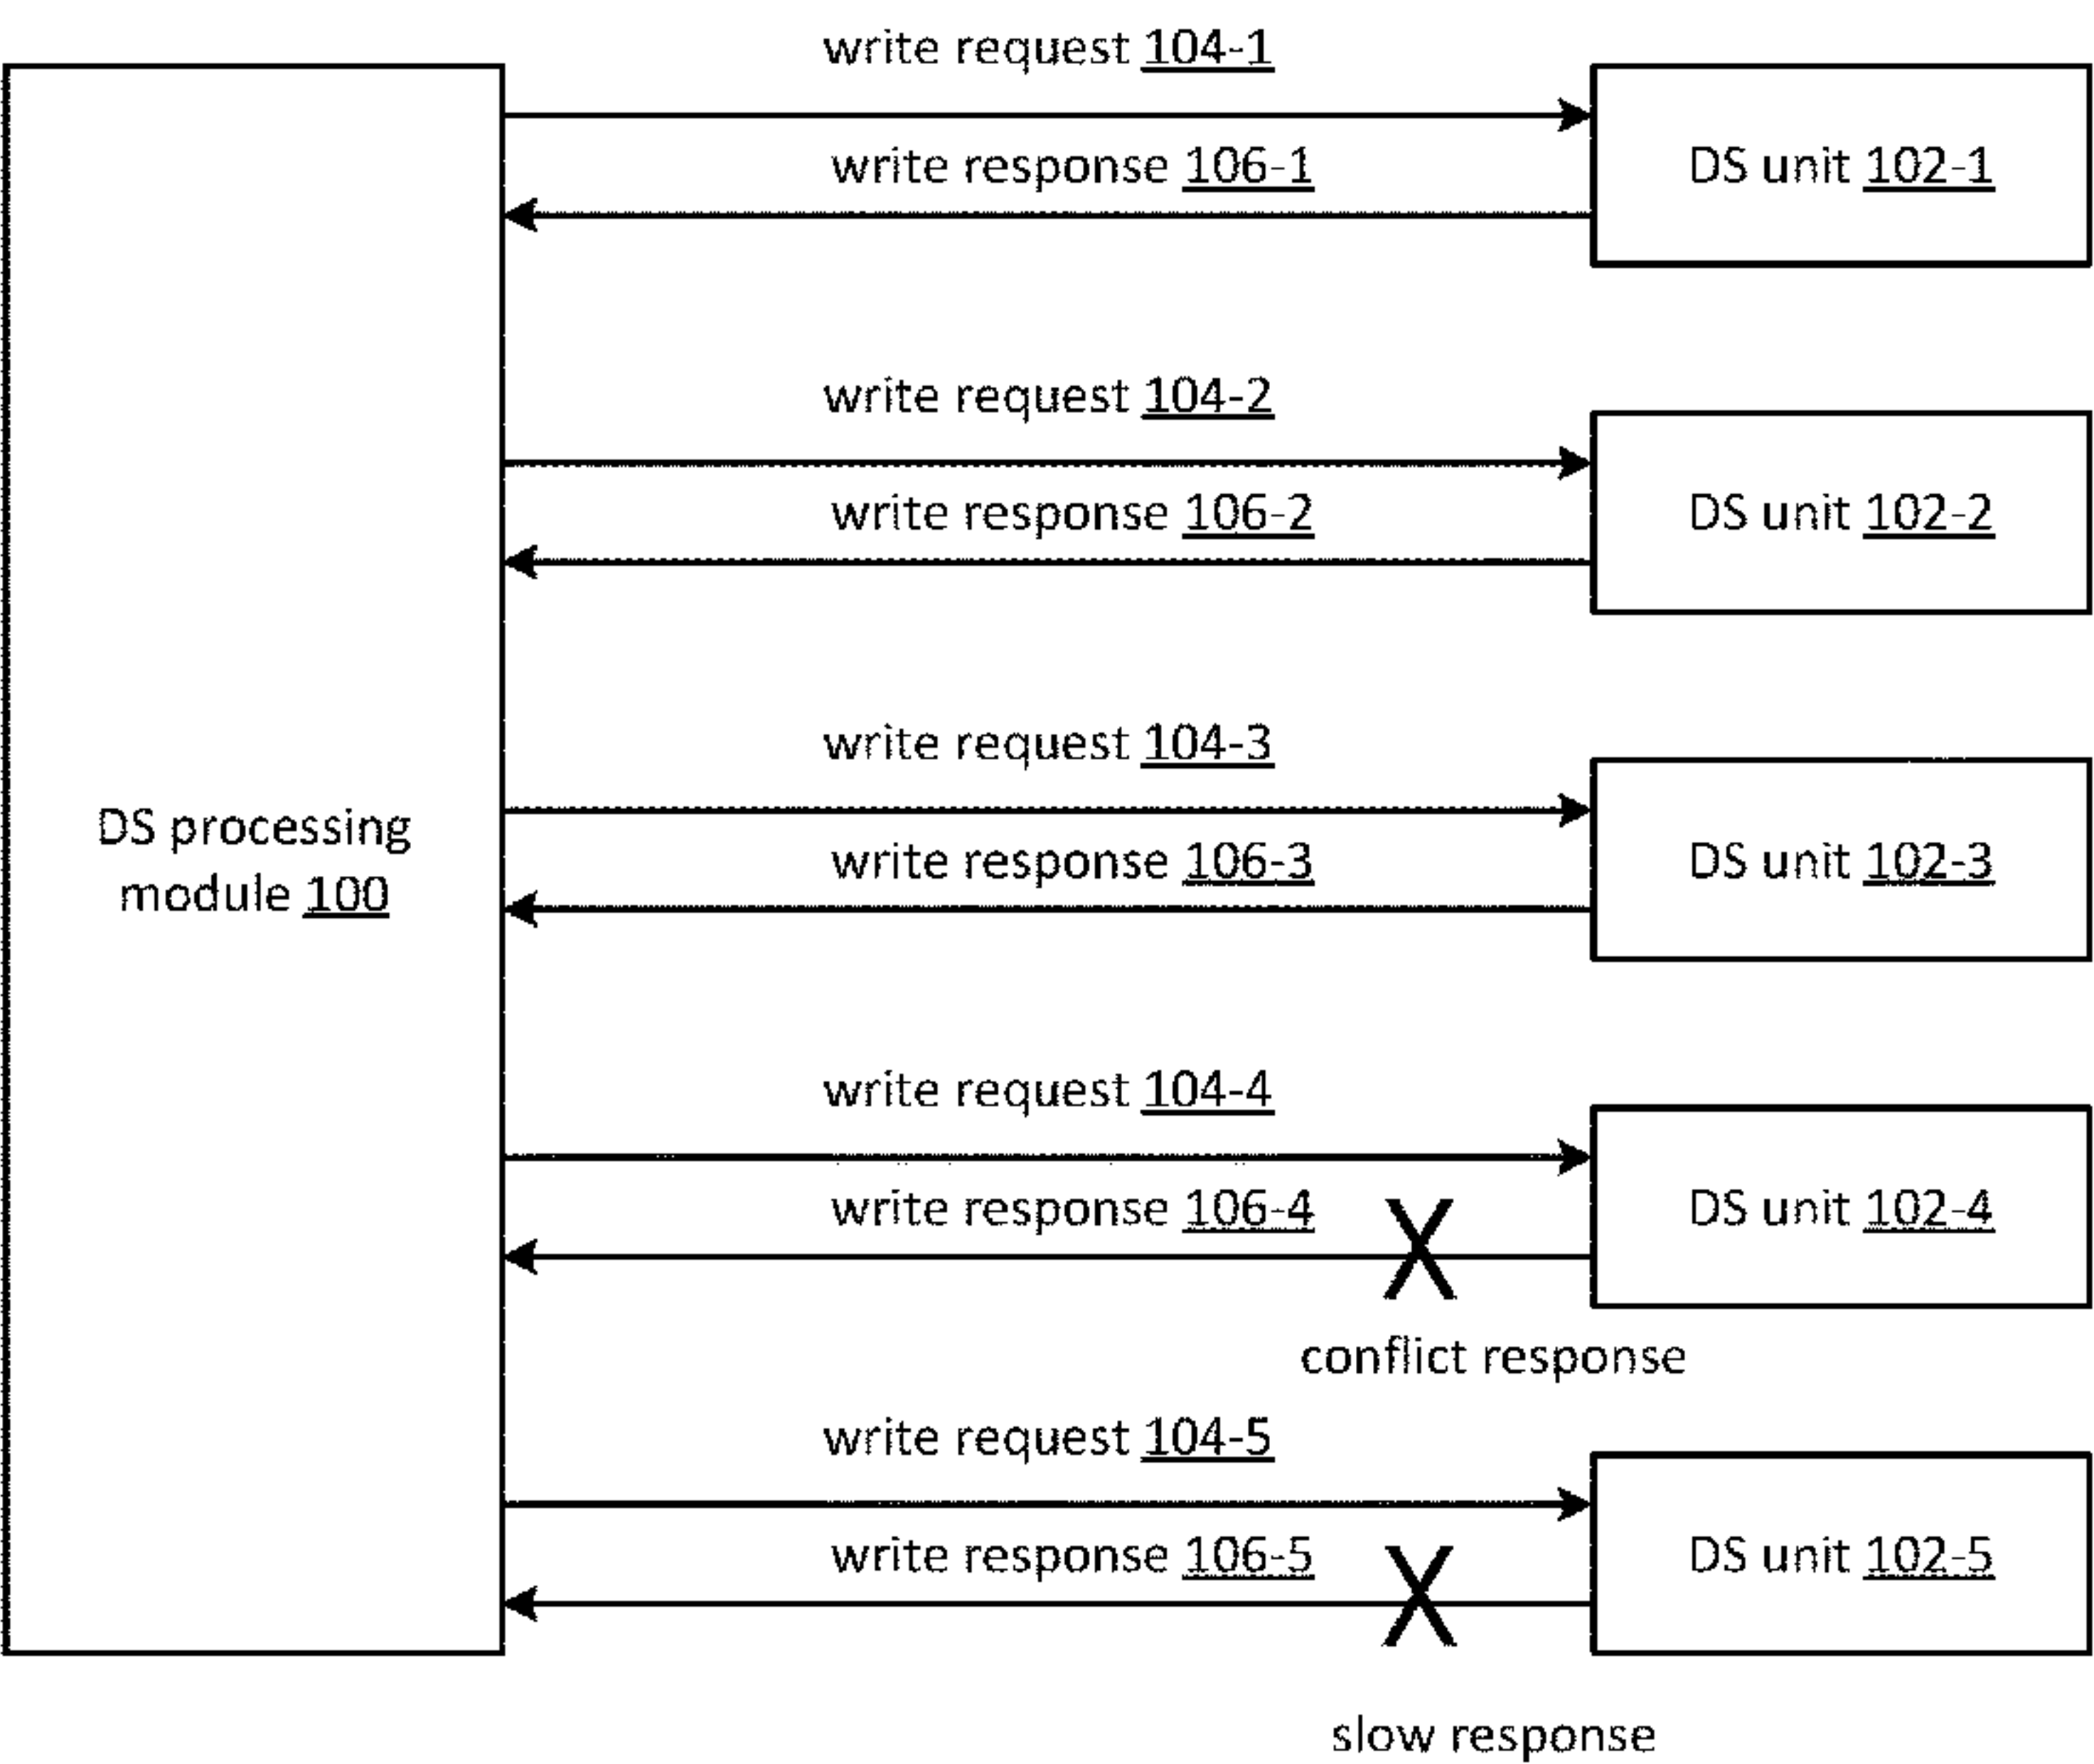 write request 104-1
write response 106-1
DS unit 102-1
write request 104-2
write response 106-2
DS unit 102-2
write request 104-3
write response 106-3
DS unit 102-3
DS processing
module 100
write request 104-4
write response 106-4
X
DS unit 102-4
conflict response
write request 104-5
write response 106-5
X
DS unit 102-5
slow response